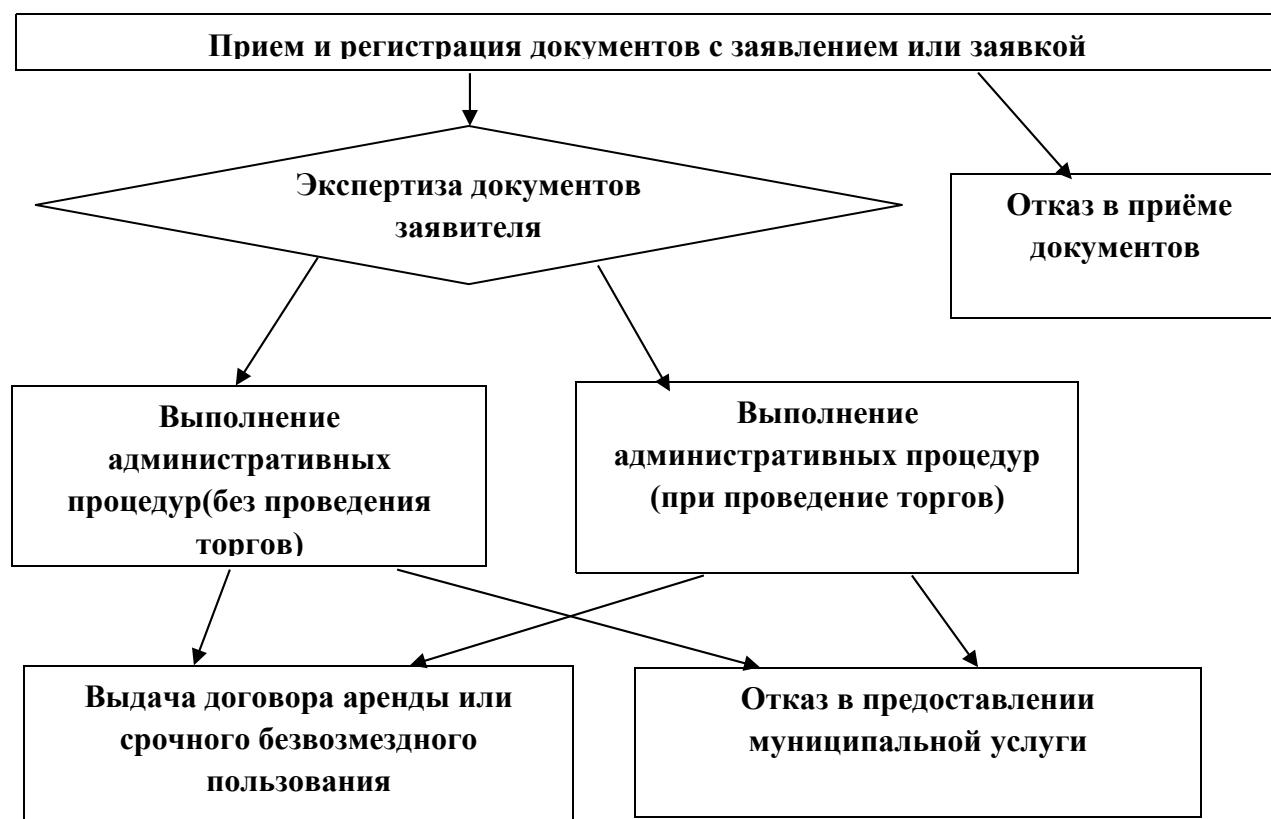 Прием и регистрация документов с заявлением или заявкой
Экспертиза документов
заявителя
Отказ в приёме
документов
Выполнение
административных
процедур(без проведения
торгов)
Выполнение
административных процедур
(при проведение торгов)
Выдача договора аренды или
срочного безвозмездного
пользования
Отказ в предоставлении
муниципальной услуги